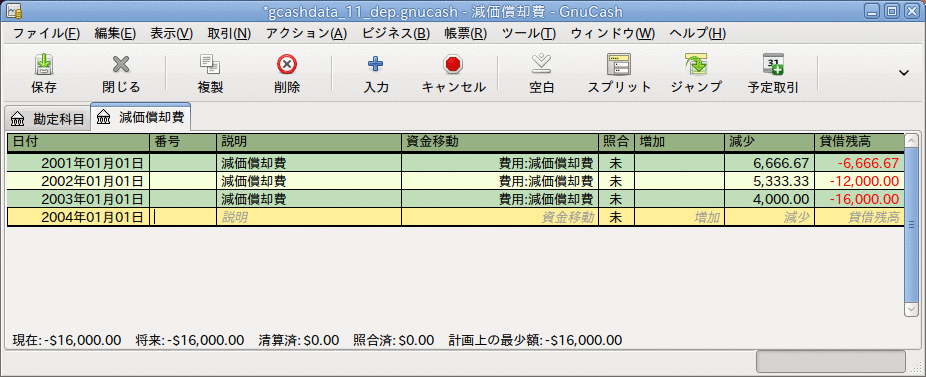 *gcashdata_11_dep.gnucash - 減価償却費 - GnuCash
ファイル(F) 編集(E) 表示(V) 取引(N) アクション(A) ビジネス(B) 帳票(R) ツール(T) ウィンドウ(W) ヘルプ(H)
保存 閉じる 複製 削除 入力 キャンセル 空白 スプリット ジャンプ 予定取引
勘定科目 減価償却費
日付 番号 説明 資金移動 照合 増加 減少 貸借残高
2001年01月01日 減価償却費 費用:減価償却費 未 6,666.67 -6,666.67
2002年01月01日 減価償却費 費用:減価償却費 未 5,333.33 -12,000.00
2003年01月01日 減価償却費 費用:減価償却費 未 4,000.00 -16,000.00
2004年01月01日 説明 資金移動 未 増加 減少 貸借残高
現在: -$16,000.00 将来: -$16,000.00 清算済: $0.00 照合済: $0.00 計画上の最少額: -$16,000.00